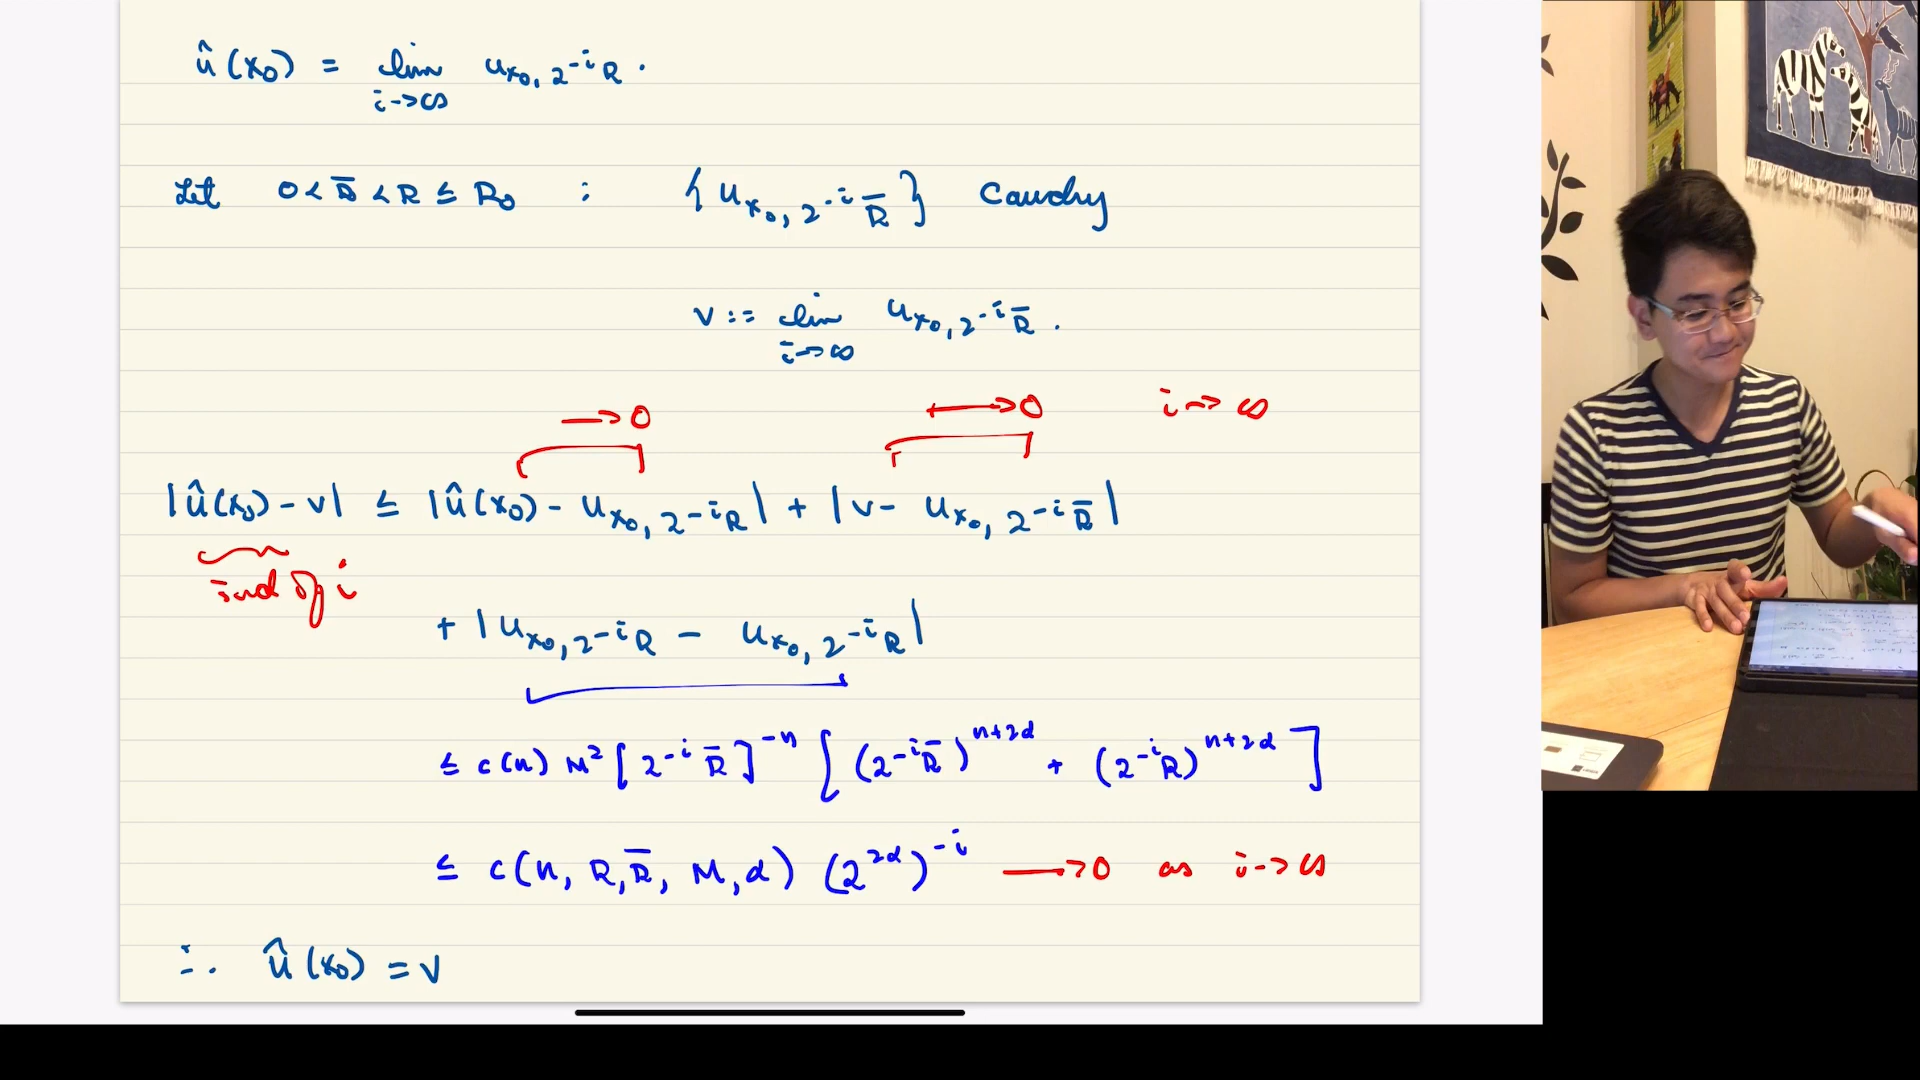 û(x₀) = lim u_{x₀, 2^{-i}R} .
i→∞
Let 0 < R̄ < R ≤ R₀ : {u_{x₀, 2^{-i}R̄}} Cauchy
v := lim u_{x₀, 2^{-i}R̄} .
i→∞
→0 ⟼0 i→∞
|û(x₀) - v| ≤ |û(x₀) - u_{x₀, 2^{-i}R}| + |v - u_{x₀, 2^{-i}R̄}|
ind of i
+ |u_{x₀, 2^{-i}R} - u_{x₀, 2^{-i}R}|
≤ c(n) M² [2^{-i} R̄]^{-n} [(2^{-i}R̄)^{n+2α} + (2^{-i}R)^{n+2α}]
≤ c(n, R, R̄, M, α) (2^{2α})^{-i} →0 as i→∞
∴ û(x₀) = v